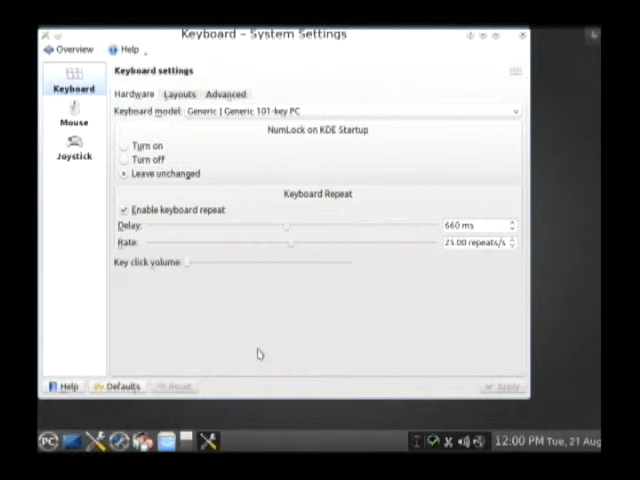 Keyboard – System Settings
Overview Help
Keyboard settings
Keyboard
Hardware Layouts Advanced
Keyboard model: Generic | Generic 101-key PC
Mouse
NumLock on KDE Startup
Turn on
Joystick
Turn off
Leave unchanged
Keyboard Repeat
Enable keyboard repeat
Delay: 660 ms
Rate: 25.00 repeats/s
Key click volume:
Help Defaults Reset Apply
PC 12:00 PM Tue, 21 Aug